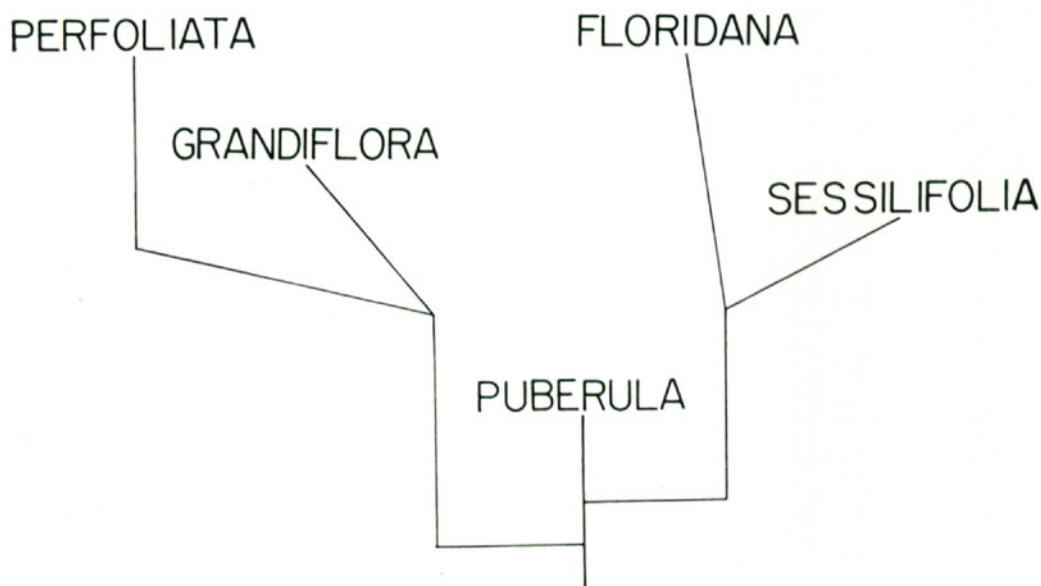 PERFOLIATA
FLORIDANA
GRANDIFLORA
SESSILIFOLIA
PUBERULA